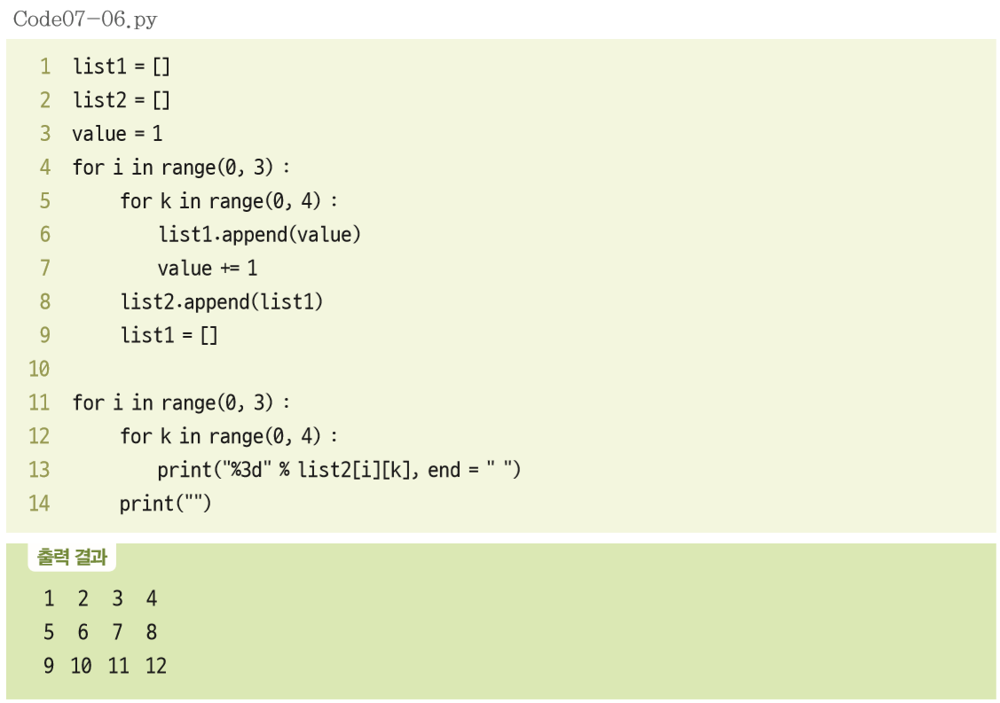 Code07-06.py
1 list1 = []
2 list2 = []
3 value = 1
4 for i in range(0, 3) :
5     for k in range(0, 4) :
6         list1.append(value)
7         value += 1
8     list2.append(list1)
9     list1 = []
10
11 for i in range(0, 3) :
12     for k in range(0, 4) :
13         print("%3d" % list2[i][k], end = " ")
14     print("")
출력 결과
1 2 3 4
5 6 7 8
9 10 11 12